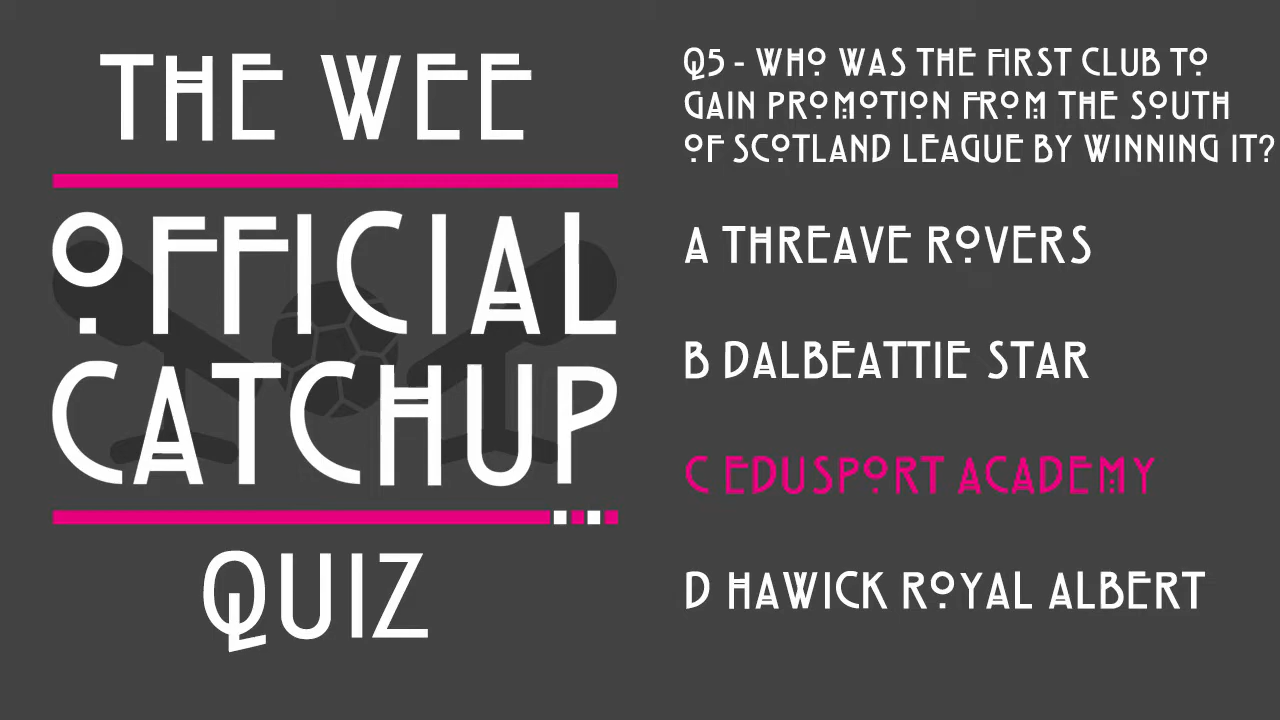 THE WEE
OFFICIAL
CATCHUP
QUIZ
Q5 - WHO WAS THE FIRST CLUB TO
GAIN PROMOTION FROM THE SOUTH
OF SCOTLAND LEAGUE BY WINNING IT?
A THREAVE ROVERS
B DALBEATTIE STAR
C EDUSPORT ACADEMY
D HAWICK ROYAL ALBERT